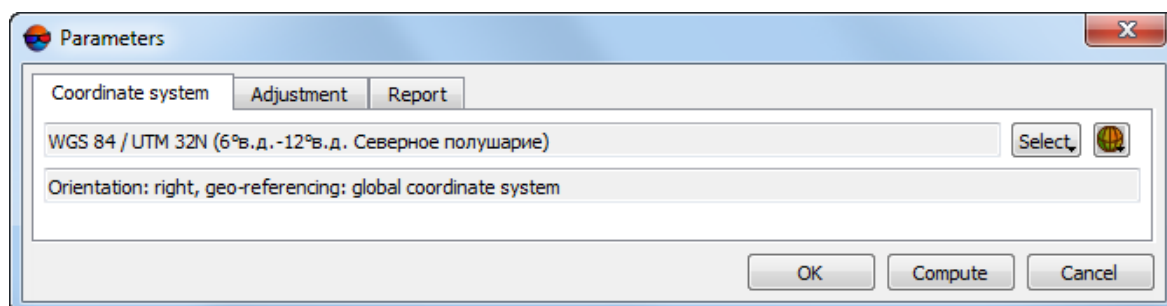 Parameters
Coordinate system Adjustment Report
WGS 84 / UTM 32N (6°в.д.-12°в.д. Северное полушарие) Select
Orientation: right, geo-referencing: global coordinate system
OK Compute Cancel